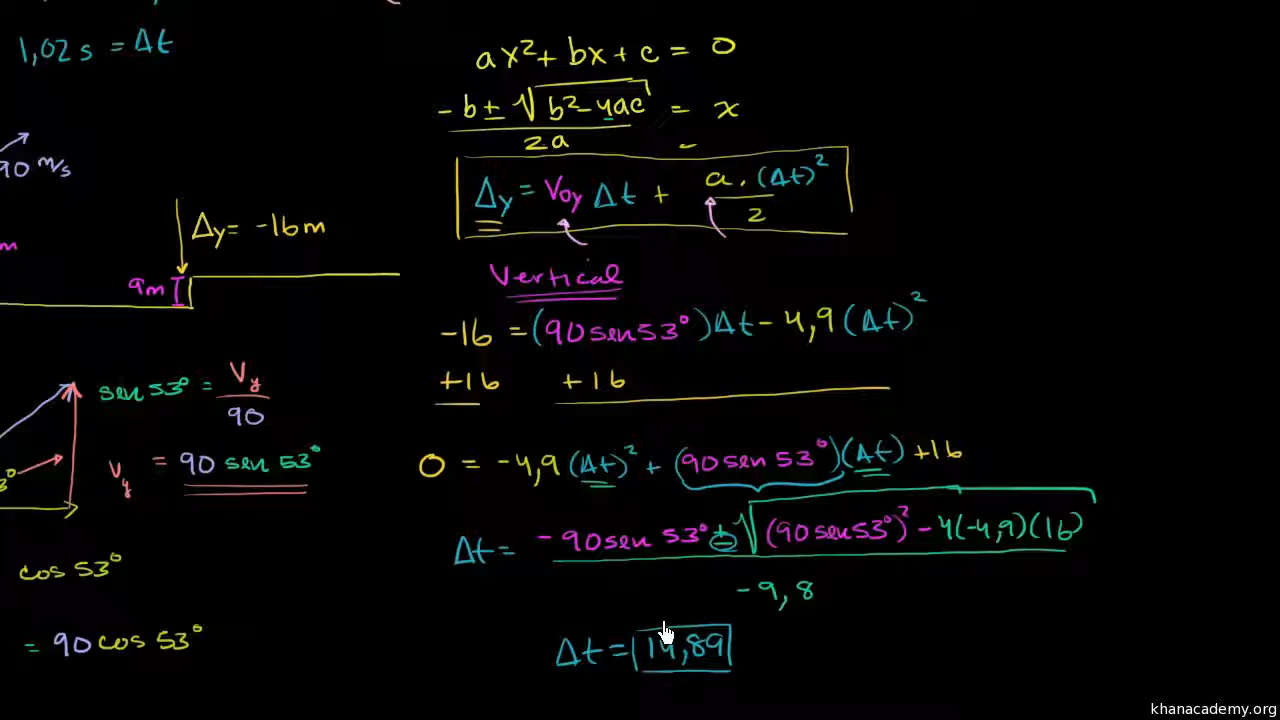 1,02 s = Δt
90 m/s
m
Δy = -16m
9m
sen 53° = Vy/90
Vy = 90 sen 53°
3°
cos 53°
= 90 cos 53°
ax² + bx + c = 0
(-b ± √(b² - 4ac))/2a = x
Δy = Voy Δt + a.(Δt)²/2
Vertical
-16 = (90 sen 53°)Δt - 4,9 (Δt)²
+16 +16
0 = -4,9 (Δt)² + (90 sen 53°)(Δt) + 16
Δt = (-90 sen 53° ± √((90 sen 53°)² - 4(-4,9)(16)))/-9,8
Δt = 14,89
khanacademy.org